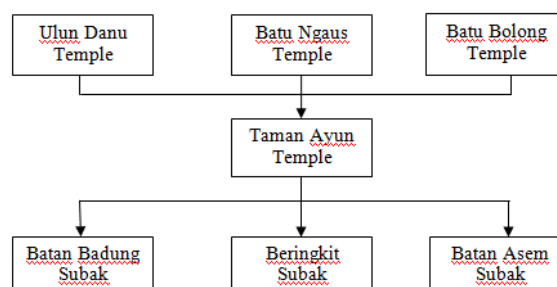 Ulun Danu
Temple
Batu Ngaus
Temple
Batu Bolong
Temple
Taman Ayun
Temple
Batan Badung
Subak
Beringkit
Subak
Batan Asem
Subak